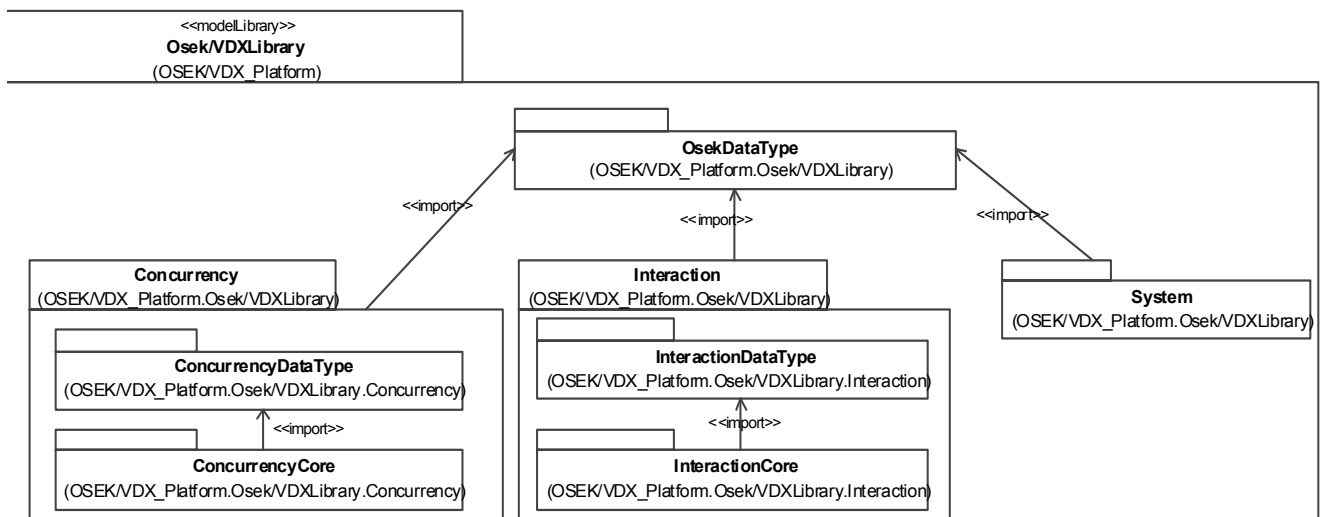 <<modelLibrary>>
Osek/VDXLibrary
(OSEK/VDX_Platform)
OsekDataType
(OSEK/VDX_Platform.Osek/VDXLibrary)
<<import>>
<<import>>
<<import>>
Concurrency
(OSEK/VDX_Platform.Osek/VDXLibrary)
Interaction
(OSEK/VDX_Platform.Osek/VDXLibrary)
System
(OSEK/VDX_Platform.Osek/VDXLibrary)
ConcurrencyDataType
(OSEK/VDX_Platform.Osek/VDXLibrary.Concurrency)
InteractionDataType
(OSEK/VDX_Platform.Osek/VDXLibrary.Interaction)
<<import>>
<<import>>
ConcurrencyCore
(OSEK/VDX_Platform.Osek/VDXLibrary.Concurrency)
InteractionCore
(OSEK/VDX_Platform.Osek/VDXLibrary.Interaction)